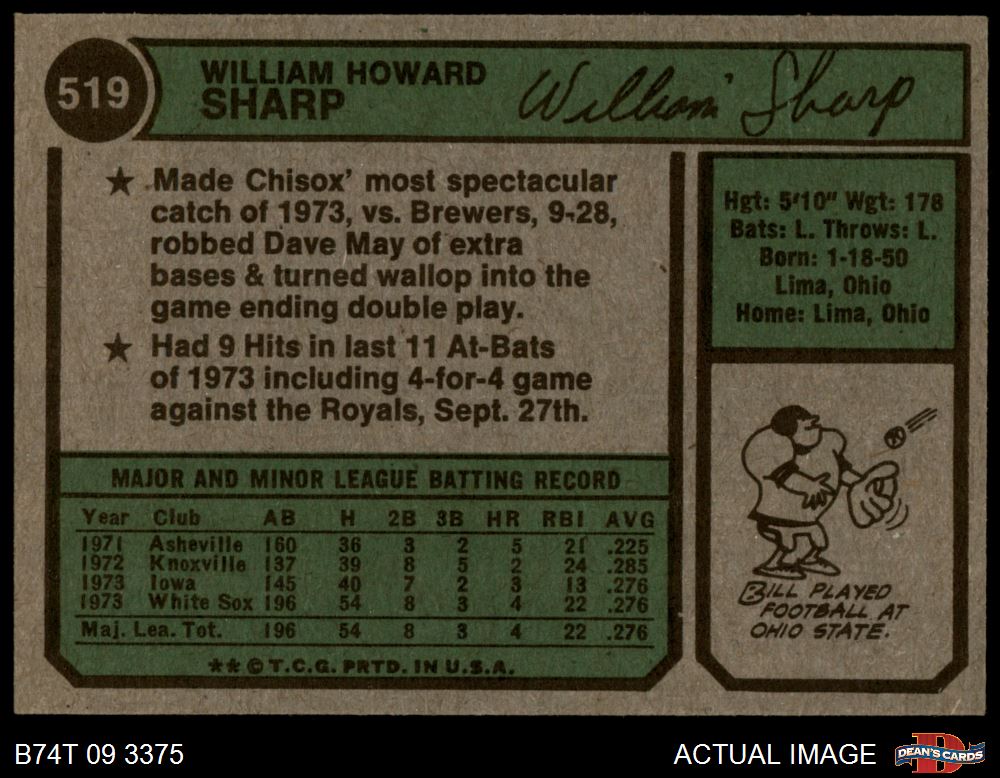 519
WILLIAM HOWARD
SHARP
William Sharp
★ Made Chisox' most spectacular
catch of 1973, vs. Brewers, 9-28,
robbed Dave May of extra
bases & turned wallop into the
game ending double play.
★ Had 9 Hits in last 11 At-Bats
of 1973 including 4-for-4 game
against the Royals, Sept. 27th.
Hgt: 5'10" Wgt: 178
Bats: L. Throws: L.
Born: 1-18-50
Lima, Ohio
Home: Lima, Ohio
MAJOR AND MINOR LEAGUE BATTING RECORD
Year Club AB H 2B 3B HR RBI AVG
1971 Asheville 160 36 3 2 5 21 .225
1972 Knoxville 137 39 8 5 2 24 .285
1973 Iowa 145 40 7 2 3 13 .276
1973 White Sox 196 54 8 3 4 22 .276
Maj. Lea. Tot. 196 54 8 3 4 22 .276
**©T.C.G. PRTD. IN U.S.A.
BILL PLAYED
FOOTBALL AT
OHIO STATE.
B74T 09 3375
ACTUAL IMAGE
DEAN'S CARDS